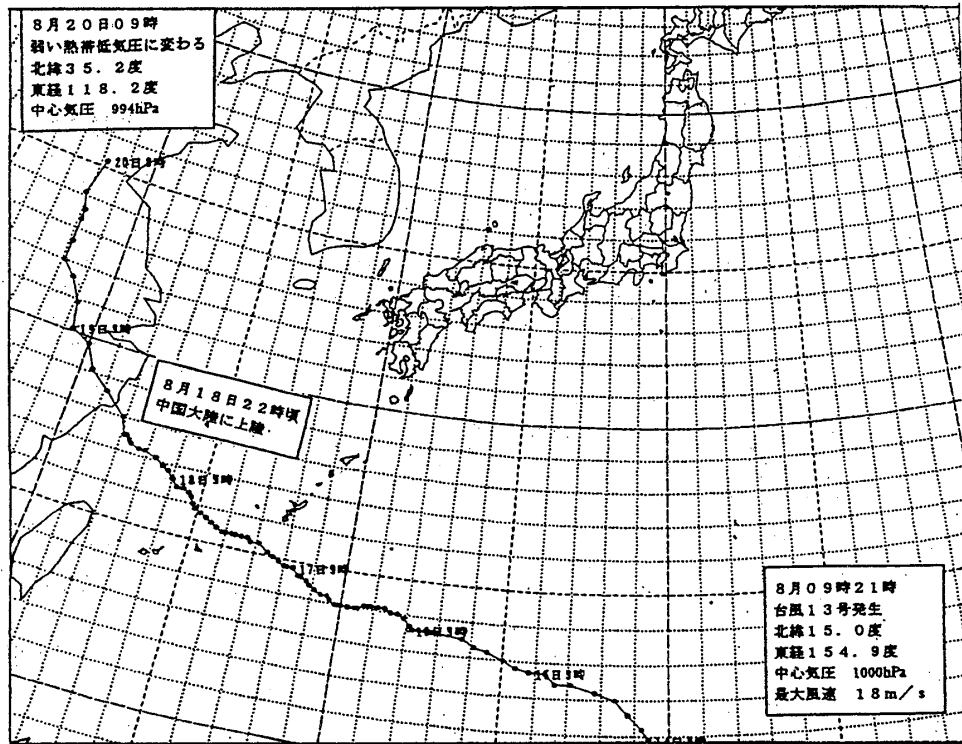 8月20日09時
弱い熱帯低気圧に変わる
北緯35.2度
東経118.2度
中心気圧 994hPa
20日9時
19日9時
8月18日22時頃
中国大陸に上陸
18日9時
17日9時
16日9時
15日9時
14日9時
8月09時21時
台風13号発生
北緯15.0度
東経154.9度
中心気圧 1000hPa
最大風速 18m/s